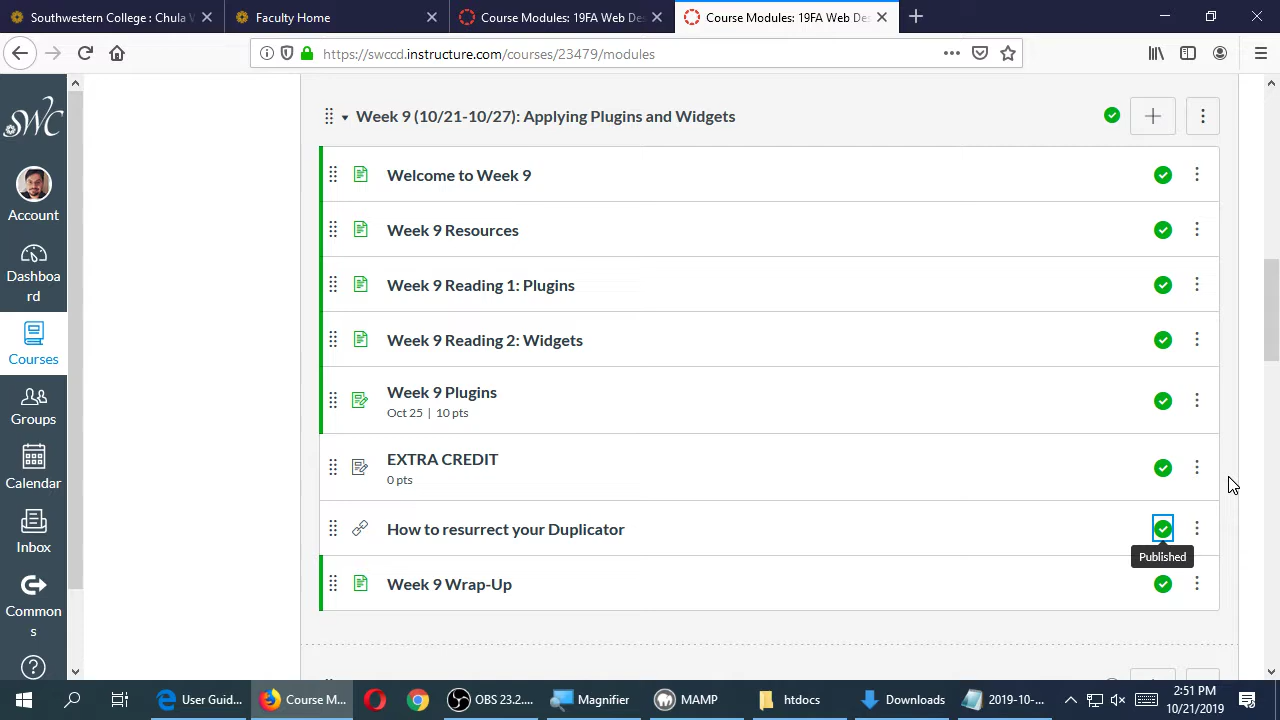 Southwestern College : Chula V
Faculty Home
Course Modules: 19FA Web De
Course Modules: 19FA Web De
https://swccd.instructure.com/courses/23479/modules
SWC
Account
Dashboa
rd
Courses
Groups
Calendar
Inbox
Common
s
Week 9 (10/21-10/27): Applying Plugins and Widgets
Welcome to Week 9
Week 9 Resources
Week 9 Reading 1: Plugins
Week 9 Reading 2: Widgets
Week 9 Plugins
Oct 25 | 10 pts
EXTRA CREDIT
0 pts
How to resurrect your Duplicator
Published
Week 9 Wrap-Up
User Guid...
Course M...
OBS 23.2....
Magnifier
MAMP
htdocs
Downloads
2019-10-...
2:51 PM
10/21/2019